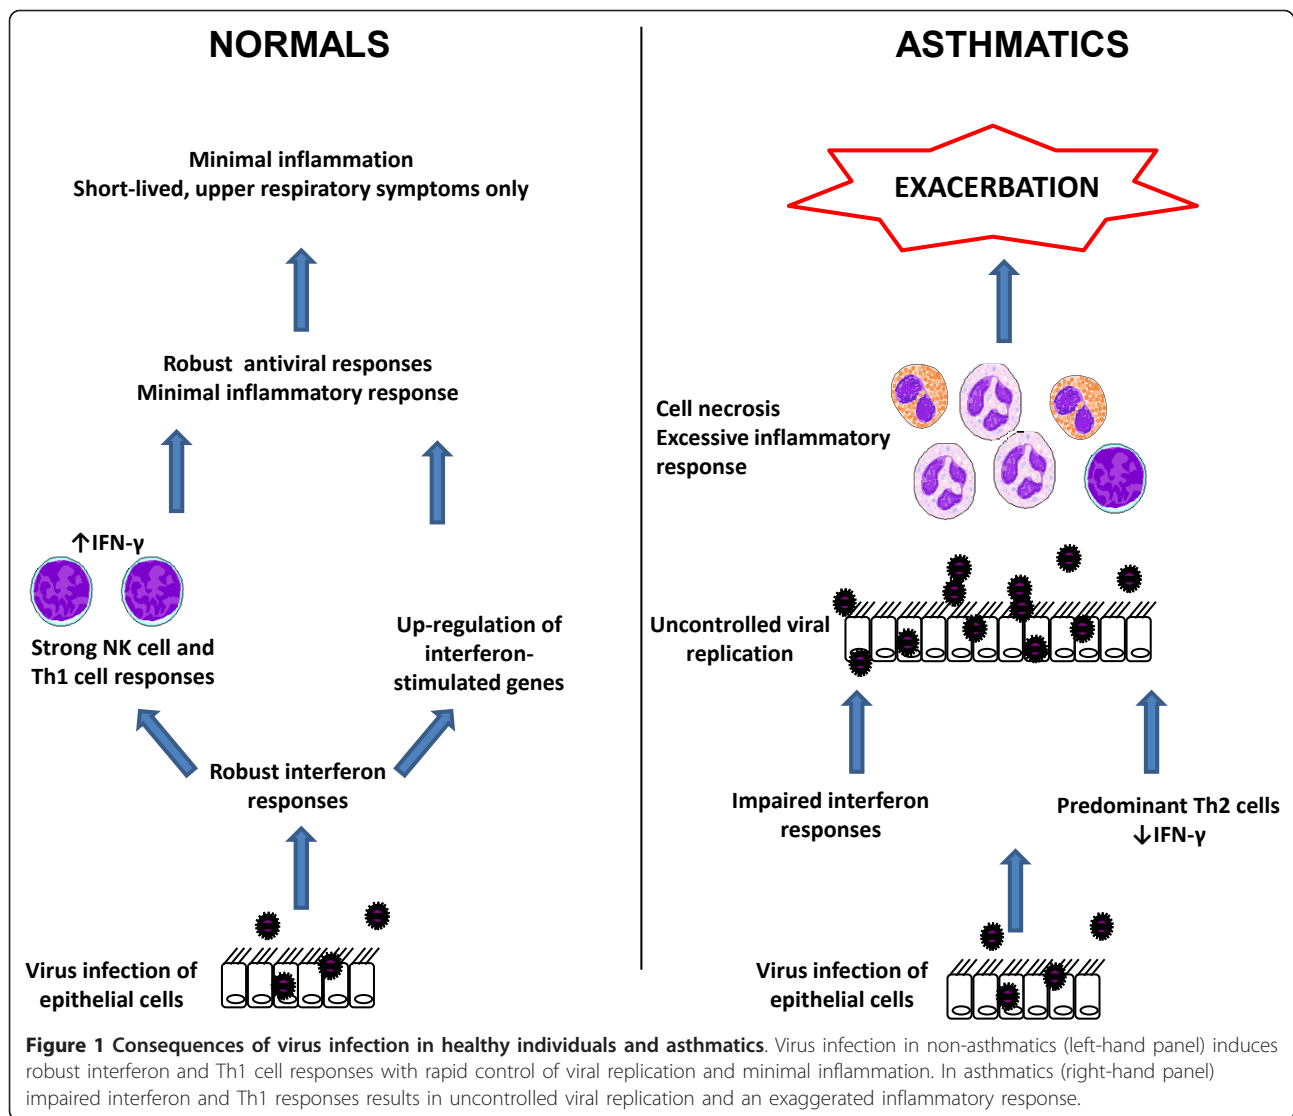 NORMALS
Minimal inflammation
Short-lived, upper respiratory symptoms only
Robust antiviral responses
Minimal inflammatory response
↑IFN-γ
Strong NK cell and
Th1 cell responses
Up-regulation of
interferon-
stimulated genes
Robust interferon
responses
Virus infection of
epithelial cells
ASTHMATICS
EXACERBATION
Cell necrosis
Excessive inflammatory
response
Uncontrolled viral
replication
Impaired interferon
responses
Predominant Th2 cells
↓IFN-γ
Virus infection of
epithelial cells
Figure 1 Consequences of virus infection in healthy individuals and asthmatics. Virus infection in non-asthmatics (left-hand panel) induces
robust interferon and Th1 cell responses with rapid control of viral replication and minimal inflammation. In asthmatics (right-hand panel)
impaired interferon and Th1 responses results in uncontrolled viral replication and an exaggerated inflammatory response.